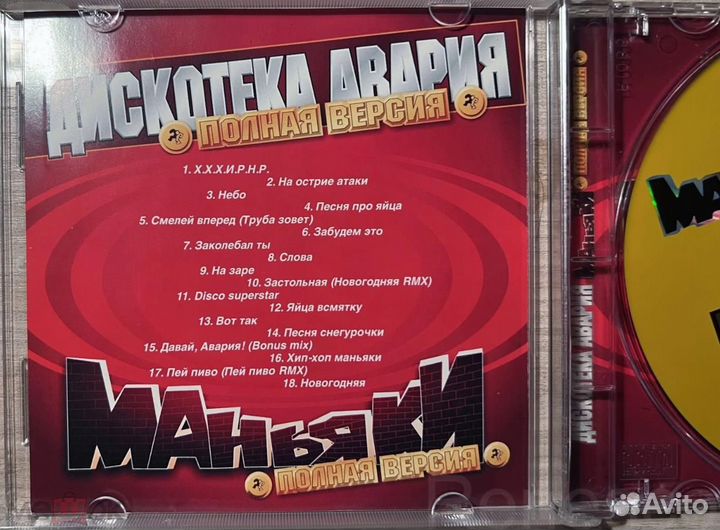 ДИСКОТЕКА АВАРИЯ
ПОЛНАЯ ВЕРСИЯ
1. Х.Х.Х.И.Р.Н.Р.
2. На острие атаки
3. Небо
4. Песня про яйца
5. Смелей вперед (Труба зовет)
6. Забудем это
7. Заколебал ты
8. Слова
9. На заре
10. Застольная (Новогодняя RMX)
11. Disco superstar
12. Яйца всмятку
13. Вот так
14. Песня снегурочки
15. Давай, Авария! (Bonus mix)
16. Хип-хоп маньяки
17. Пей пиво (Пей пиво RMX)
18. Новогодняя
МАНЬЯКИ
ПОЛНАЯ ВЕРСИЯ
ДИСКОТЕКА АВАРИЯ МАНЬЯКИ ПОЛНАЯ ВЕРСИЯ
Avito